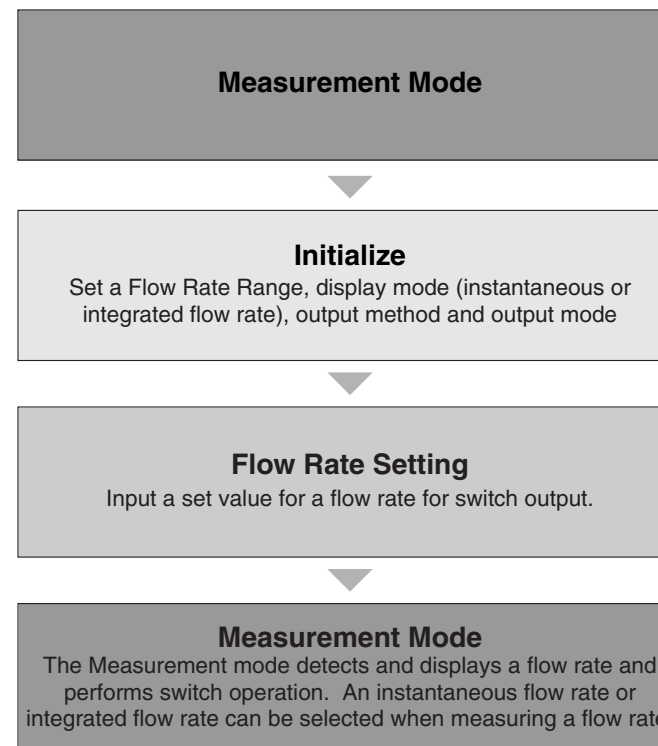 Measurement Mode
Initialize
Set a Flow Rate Range, display mode (instantaneous or
integrated flow rate), output method and output mode
Flow Rate Setting
Input a set value for a flow rate for switch output.
Measurement Mode
The Measurement mode detects and displays a flow rate and
performs switch operation. An instantaneous flow rate or
integrated flow rate can be selected when measuring a flow rate